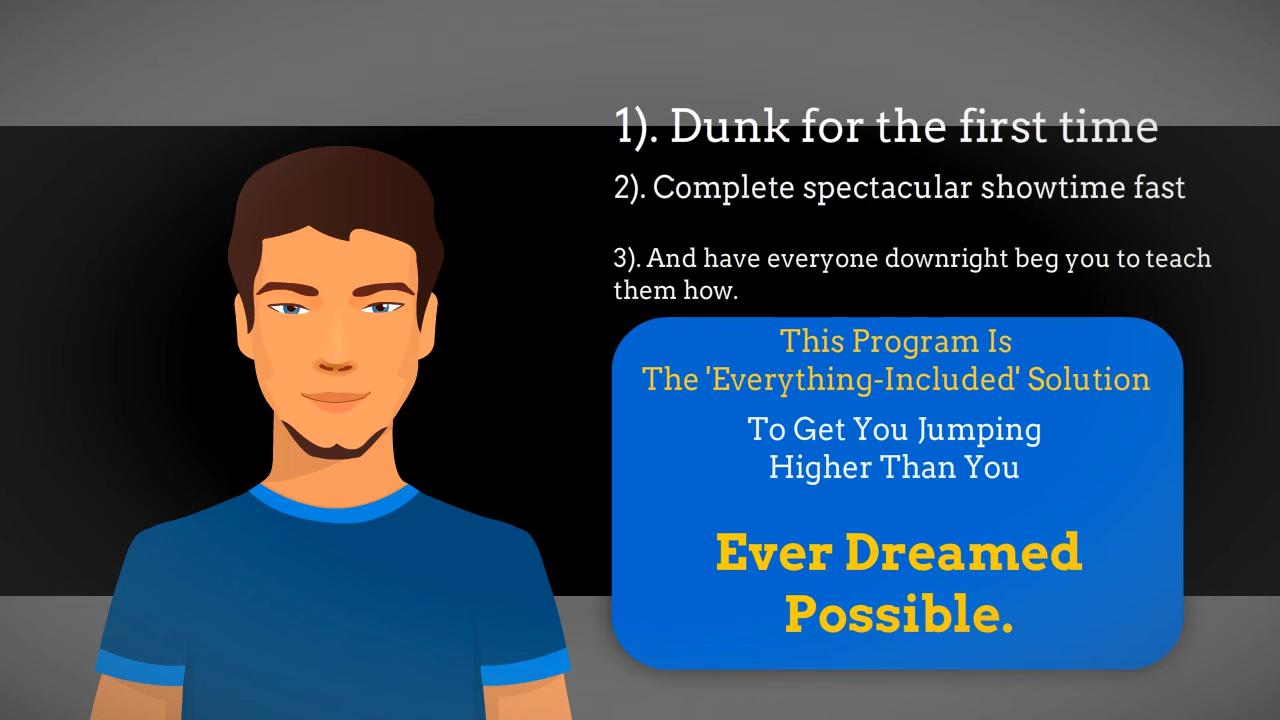 1). Dunk for the first time
2). Complete spectacular showtime fast
3). And have everyone downright beg you to teach
them how.
This Program Is
The 'Everything-Included' Solution
To Get You Jumping
Higher Than You
Ever Dreamed
Possible.